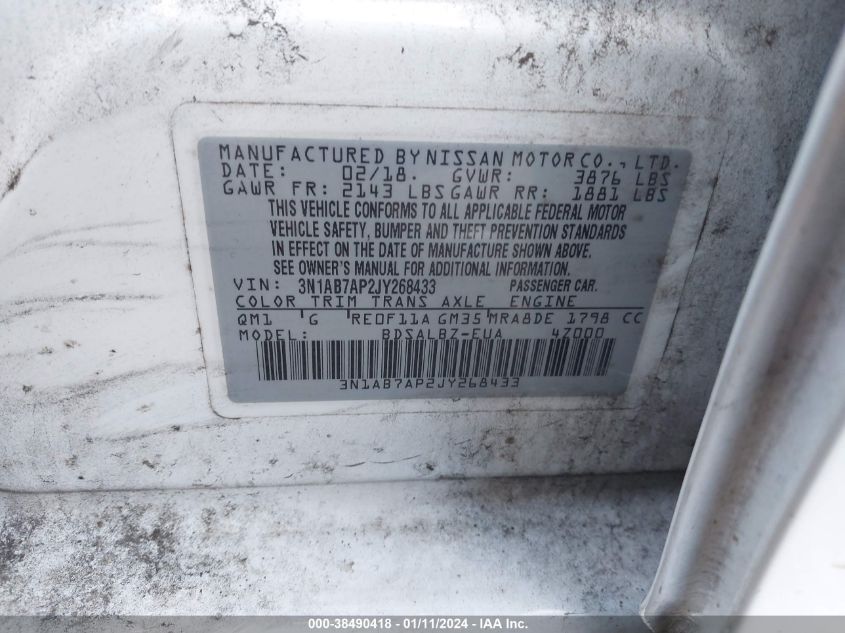 MANUFACTURED BY NISSAN MOTOR CO., LTD.
DATE: 02/18. GVWR: 3876 LBS
GAWR FR: 2143 LBS GAWR RR: 1881 LBS
THIS VEHICLE CONFORMS TO ALL APPLICABLE FEDERAL MOTOR
VEHICLE SAFETY, BUMPER AND THEFT PREVENTION STANDARDS
IN EFFECT ON THE DATE OF MANUFACTURE SHOWN ABOVE.
SEE OWNER'S MANUAL FOR ADDITIONAL INFORMATION.
VIN: 3N1AB7AP2JY268433 PASSENGER CAR.
COLOR TRIM TRANS AXLE ENGINE
QM1 G RE0F11A GM35 MRA8DE 1798 CC
MODEL: BDSALBZ-EUA 47000
3N1AB7AP2JY268433
000-38490418 - 01/11/2024 - IAA Inc.